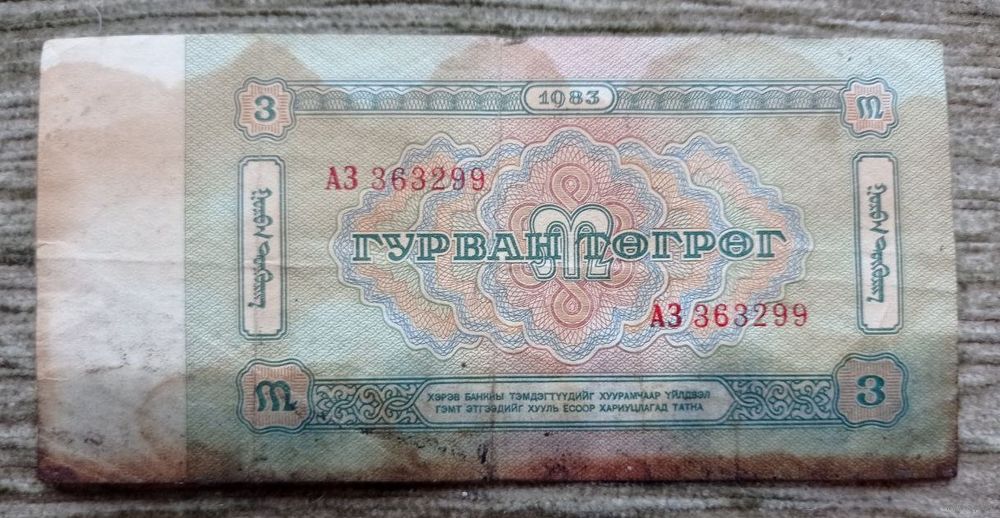 3
1983
АЗ 363299
ГУРВАН ТӨГРӨГ
АЗ 363299
ХЭРЭВ БАНКНЫ ТЭМДЭГТҮҮДИЙГ ХУУРАМЧААР ҮЙЛДВЭЛ
ГЭМТ ЭТГЭЭДИЙГ ХУУЛЬ ЁСООР ХАРИУЦЛАГАД ТАТНА
3